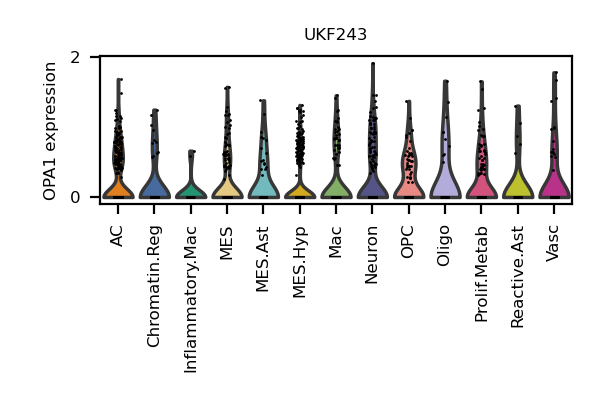 UKF243
OPA1 expression
2
0
AC
Chromatin.Reg
Inflammatory.Mac
MES
MES.Ast
MES.Hyp
Mac
Neuron
OPC
Oligo
Prolif.Metab
Reactive.Ast
Vasc